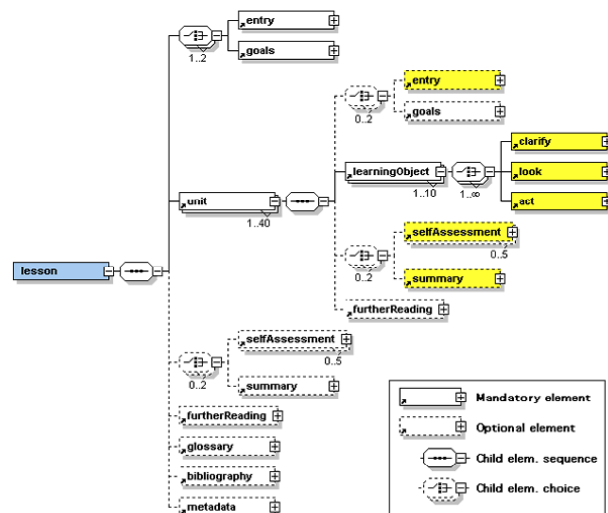 entry
1..2
goals
entry
0..2
goals
clarify
learningObject
look
1..10
1..∞
unit
act
1..40
selfAssessment
0..5
0..2
summary
lesson
furtherReading
selfAssessment
0..5
0..2
summary
furtherReading
glossary
bibliography
metadata
Mandatory element
Optional element
Child elem. sequence
Child elem. choice